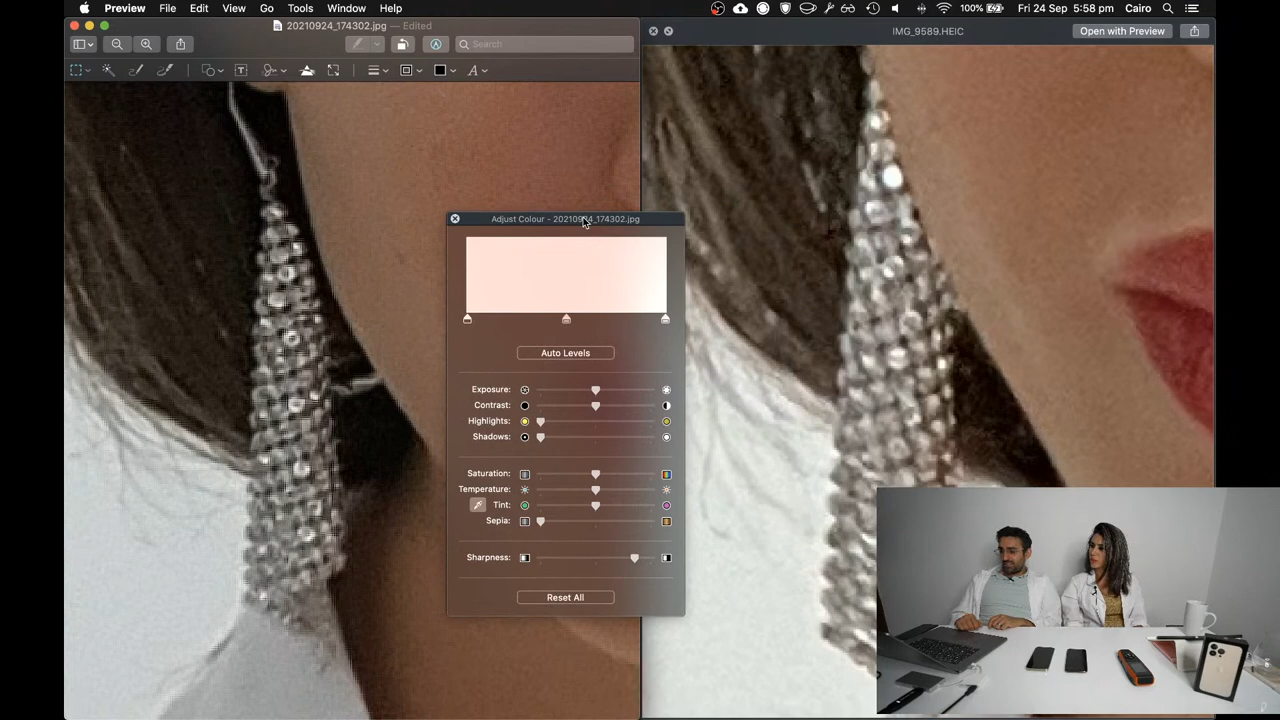 Preview File Edit View Go Tools Window Help
100% Fri 24 Sep 5:58 pm Cairo
20210924_174302.jpg — Edited
IMG_9589.HEIC
Open with Preview
Search
A
Adjust Colour - 20210924_174302.jpg
Auto Levels
Exposure:
Contrast:
Highlights:
Shadows:
Saturation:
Temperature:
Tint:
Sepia:
Sharpness:
Reset All